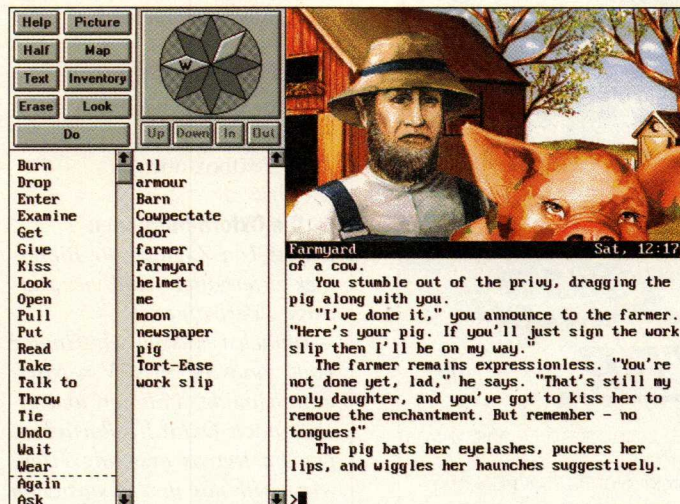 Help Picture
Half Map
Text Inventory
Erase Look
Do
W
Up Down In Out
Burn
Drop
Enter
Examine
Get
Give
Kiss
Look
Open
Pull
Put
Read
Take
Talk to
Throw
Tie
Undo
Wait
Wear
Again
Ask
all
armour
Barn
Cowpectate
door
farmer
Farmyard
helmet
me
moon
newspaper
pig
Tort-Ease
work slip
Farmyard Sat, 12:17
of a cow.
You stumble out of the privy, dragging the
pig along with you.
"I've done it," you announce to the farmer.
"Here's your pig. If you'll just sign the work
slip then I'll be on my way."
The farmer remains expressionless. "You're
not done yet, lad," he says. "That's still my
only daughter, and you've got to kiss her to
remove the enchantment. But remember - no
tongues!"
The pig bats her eyelashes, puckers her
lips, and wiggles her haunches suggestively.
>